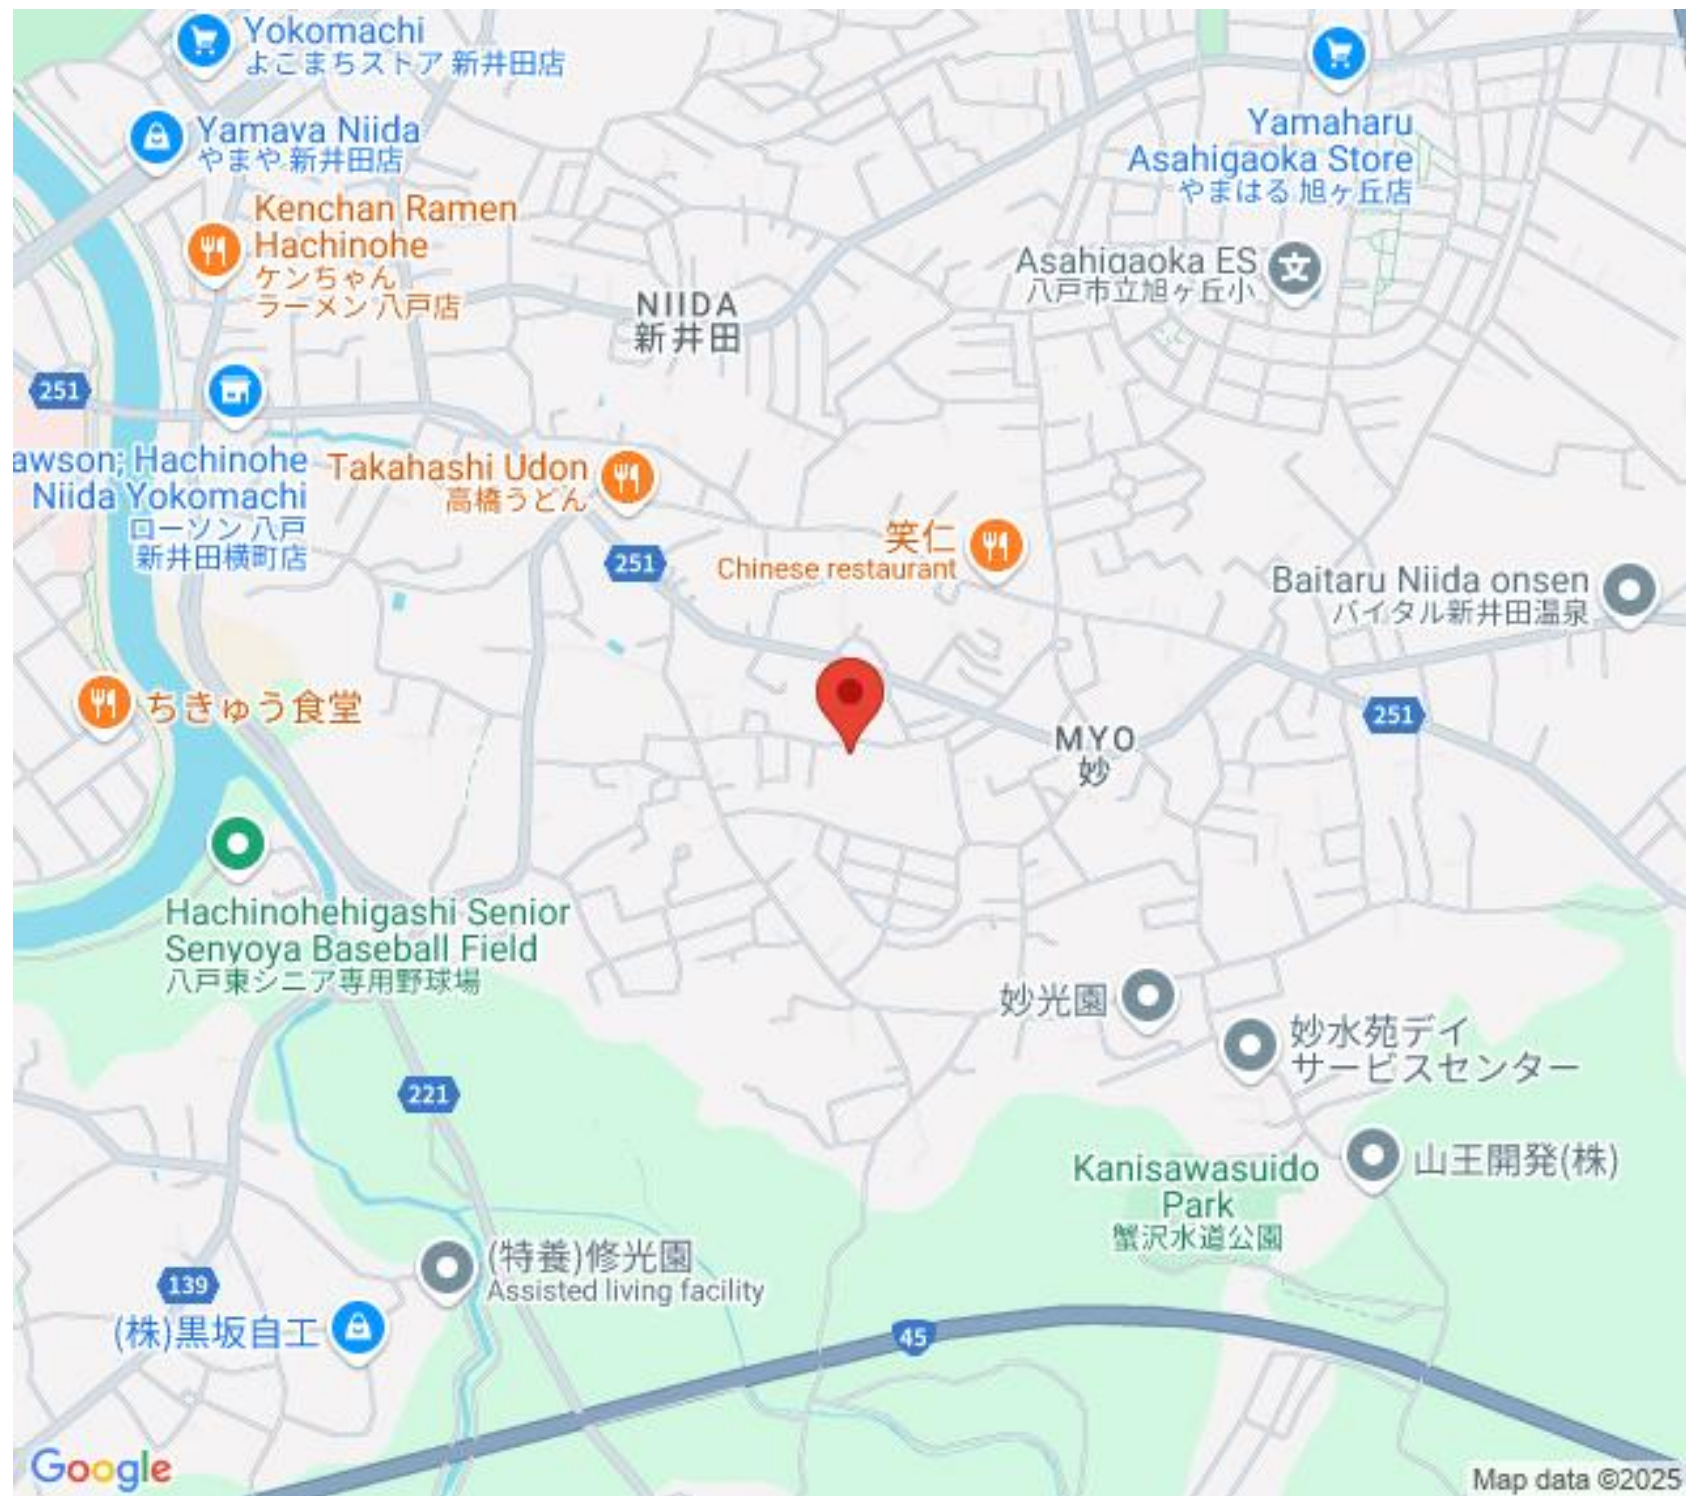 Yokomachi
よこまちストア 新井田店
Yamaya Niida
やまや 新井田店
Yamaharu
Asahigaoka Store
やまはる 旭ヶ丘店
Kenchan Ramen
Hachinohe
ケンちゃん
ラーメン 八戸店
Asahigaoka ES
八戸市立旭ヶ丘小
NIIDA
新井田
251
awson; Hachinohe
Niida Yokomachi
ローソン 八戸
新井田横町店
Takahashi Udon
高橋うどん
251
笑仁
Chinese restaurant
Baitaru Niida onsen
バイタル新井田温泉
ちきゅう食堂
251
MYO
妙
Hachinohehigashi Senior
Senyoya Baseball Field
八戸東シニア専用野球場
妙光園
妙水苑デイ
サービスセンター
221
Kanisawasuido
Park
蟹沢水道公園
山王開発(株)
(特養)修光園
Assisted living facility
139
(株)黒坂自工
45
Google
Map data ©2025